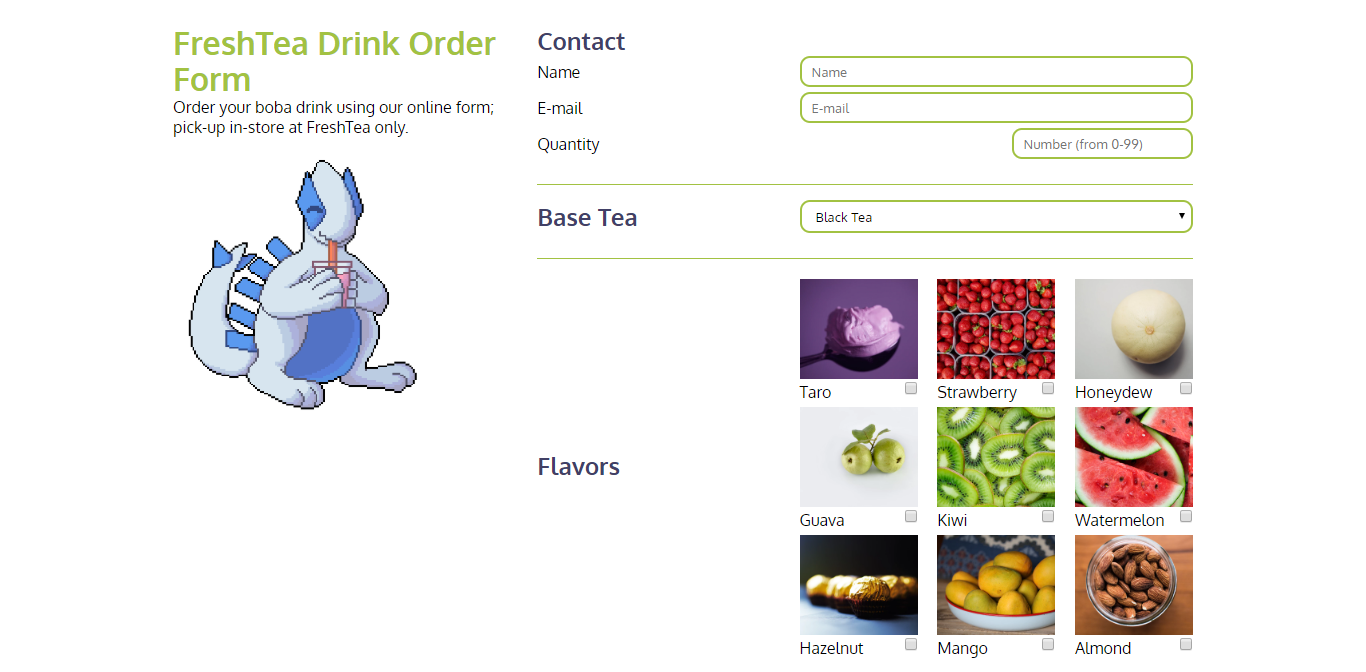 FreshTea Drink Order
Form
Order your boba drink using our online form;
pick-up in-store at FreshTea only.
Contact
Name
Name
E-mail
E-mail
Quantity
Number (from 0-99)
Base Tea
Black Tea
Flavors
Taro
Strawberry
Honeydew
Guava
Kiwi
Watermelon
Hazelnut
Mango
Almond